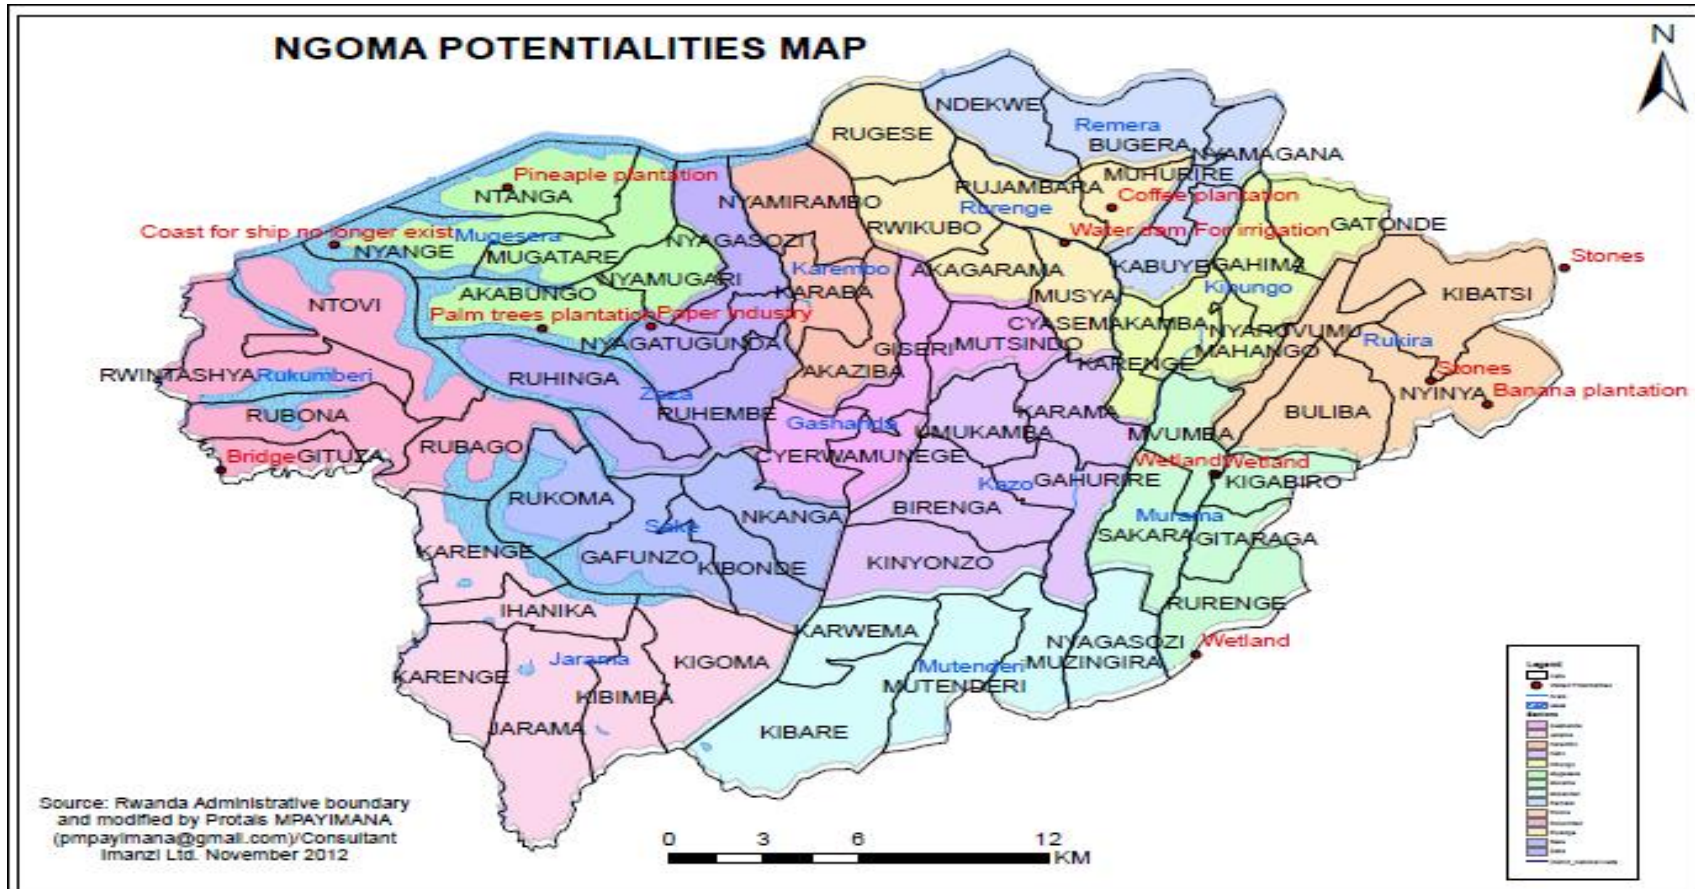 NGOMA POTENTIALITIES MAP
N
NDEKWE
Remera
BUGERA
RUGESE
NYAMAGANA
MUHURIRE
Pineaple plantation
NTANGA
RUJAMBARA
Coffee plantation
NYAMIRAMBO
Rurenge
RWIKUBO
Water dam For irrigation
GATONDE
Coast for ship no longer exist
Mugesera
NYANGE
MUGATARE
NYAGASOZI
Stones
NYAMUGARI
Karembo
AKAGARAMA
KABUYE
GAHIMA
Kibungo
KARABA
MUSYA
KIBATSI
NTOVI
AKABUNGO
Palm trees plantation
Paper Industry
CYASEMAKAMBA
NYARUVUMU
NYAGATUGUNDA
GISERI
MUTSINDO
MAHANGO
Rukira
KARENGE
RWINTASHYA
Rukumberi
RUHINGA
AKAZIBA
Stones
Zaza
NYINYA
Banana plantation
RUBONA
RUHEMBE
KARAMA
BULIBA
Gashanda
UMUKAMBA
MVUMBA
RUBAGO
Bridge
GITUZA
CYERWAMUNEGE
Wetland
Wetland
Kazo
GAHURIRE
KIGABIRO
RUKOMA
NKANGA
BIRENGA
Murama
Sake
SAKARA
GITARAGA
KARENGE
GAFUNZO
KIBONDE
KINYONZO
RURENGE
IHANIKA
KARWEMA
NYAGASOZI
Wetland
Jarama
KIGOMA
Mutenderi
MUZINGIRA
KARENGE
MUTENDERI
KIBIMBA
JARAMA
KIBARE
Legend
Source: Rwanda Administrative boundary
and modified by Protais MPAYIMANA
(pmpayimana@gmail.com)/Consultant
Imanzi Ltd. November 2012
0 3 6 12
KM